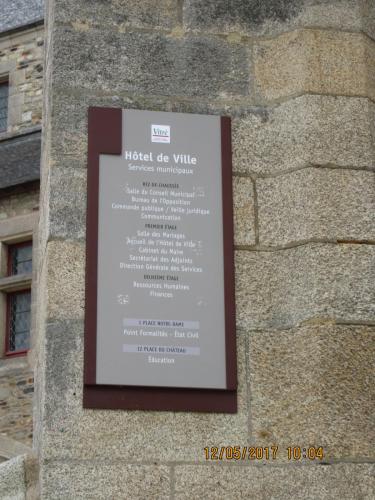 Vitré
Hôtel de Ville
Services municipaux
REZ-DE-CHAUSSÉE
Salle du Conseil Municipal
Bureau de l'Opposition
Commande publique / Veille juridique
Communication
PREMIER ÉTAGE
Salle des Mariages
Accueil de l'Hôtel de Ville
Cabinet du Maire
Secrétariat des Adjoints
Direction Générale des Services
DEUXIÈME ÉTAGE
Ressources Humaines
Finances
1 PLACE NOTRE-DAME
Point Formalités - État Civil
12 PLACE DU CHÂTEAU
Éducation
12/05/2017 10:04